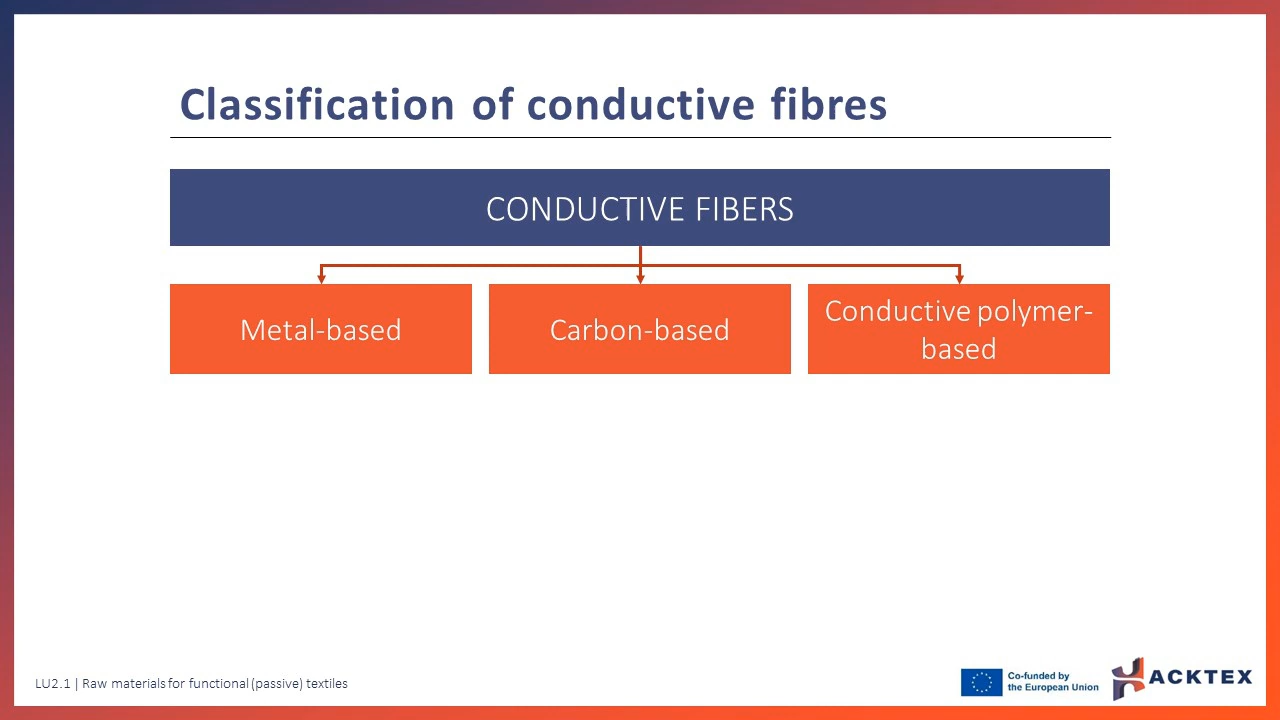 Classification of conductive fibres
CONDUCTIVE FIBERS
Metal-based
Carbon-based
Conductive polymer-
based
LU2.1 | Raw materials for functional (passive) textiles
Co-funded by
the European Union
HACKTEX